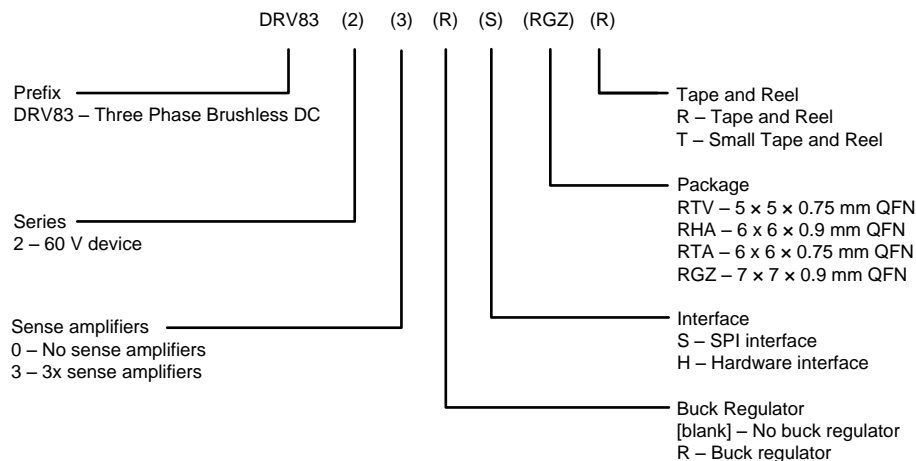 DRV83 (2) (3) (R) (S) (RGZ) (R)
Prefix
DRV83 – Three Phase Brushless DC
Series
2 – 60 V device
Sense amplifiers
0 – No sense amplifiers
3 – 3x sense amplifiers
Tape and Reel
R – Tape and Reel
T – Small Tape and Reel
Package
RTV – 5 × 5 × 0.75 mm QFN
RHA – 6 x 6 × 0.9 mm QFN
RTA – 6 x 6 × 0.75 mm QFN
RGZ – 7 × 7 × 0.9 mm QFN
Interface
S – SPI interface
H – Hardware interface
Buck Regulator
[blank] – No buck regulator
R – Buck regulator